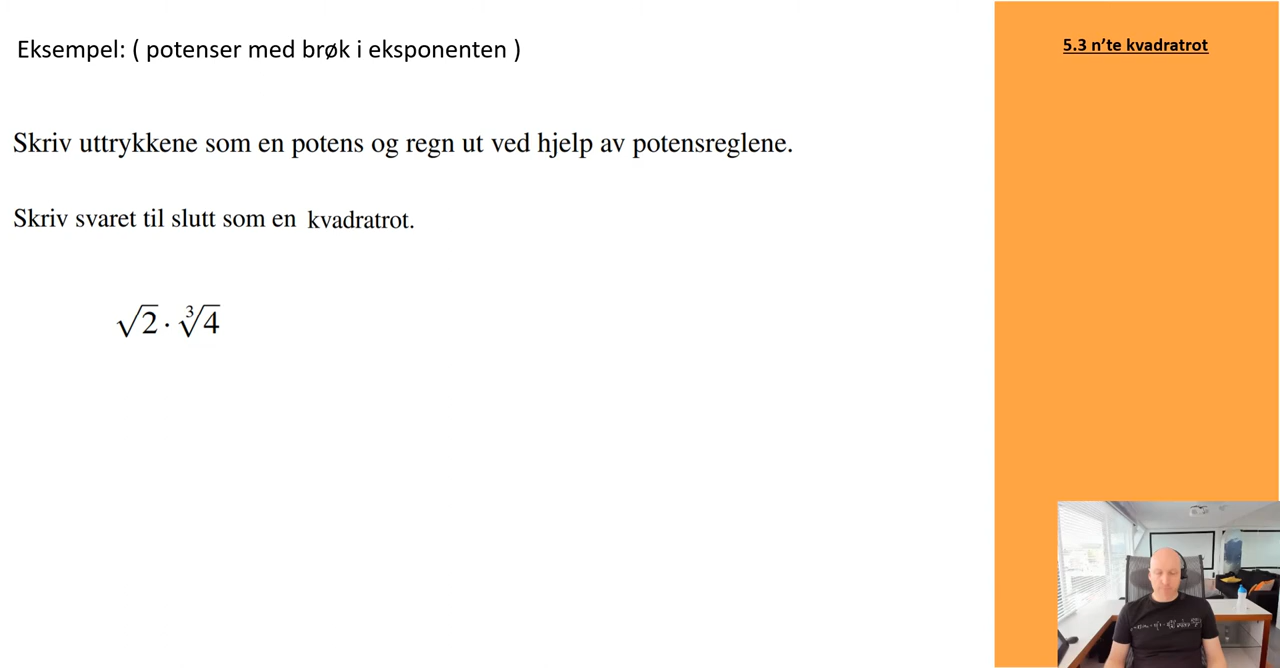 Eksempel: ( potenser med brøk i eksponenten )
5.3 n’te kvadratrot
Skriv uttrykkene som en potens og regn ut ved hjelp av potensreglene.
Skriv svaret til slutt som en kvadratrot.
√2 · ∛4